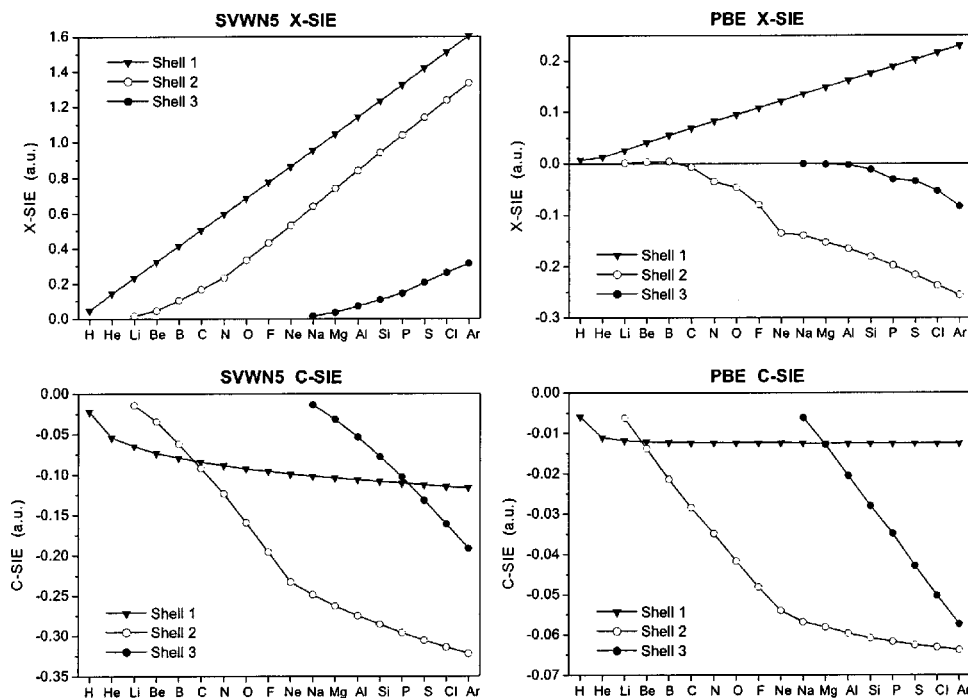 SVWN5 X-SIE
X-SIE (a.u.)
1.6
1.4
1.2
1.0
0.8
0.6
0.4
0.2
0.0
Shell 1
Shell 2
Shell 3
H He Li Be B C N O F Ne Na Mg Al Si P S Cl Ar
PBE X-SIE
X-SIE (a.u.)
0.2
0.1
0.0
-0.1
-0.2
-0.3
Shell 1
Shell 2
Shell 3
H He Li Be B C N O F Ne Na Mg Al Si P S Cl Ar
SVWN5 C-SIE
C-SIE (a.u.)
0.00
-0.05
-0.10
-0.15
-0.20
-0.25
-0.30
-0.35
Shell 1
Shell 2
Shell 3
H He Li Be B C N O F Ne Na Mg Al Si P S Cl Ar
PBE C-SIE
C-SIE (a.u.)
0.00
-0.01
-0.02
-0.03
-0.04
-0.05
-0.06
-0.07
Shell 1
Shell 2
Shell 3
H He Li Be B C N O F Ne Na Mg Al Si P S Cl Ar